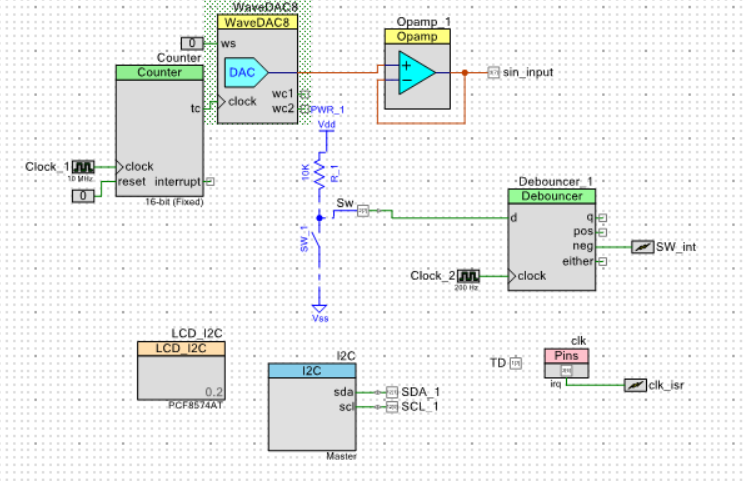 WaveDAC8
WaveDAC8
0
ws
DAC
wc1
clock
wc2
Opamp_1
Opamp
sin_input
Counter
Counter
tc
Clock_1
10 MHz
clock
0
reset
interrupt
16-bit (Fixed)
PWR_1
Vdd
10K
R_1
Sw
SW_1
Vss
Debouncer_1
Debouncer
d
q
pos
neg
SW_int
either
Clock_2
200 Hz
clock
LCD_I2C
LCD_I2C
0.2
PCF8574AT
I2C
I2C
sda
SDA_1
scl
SCL_1
Master
TD
clk
Pins
irq
clk_isr